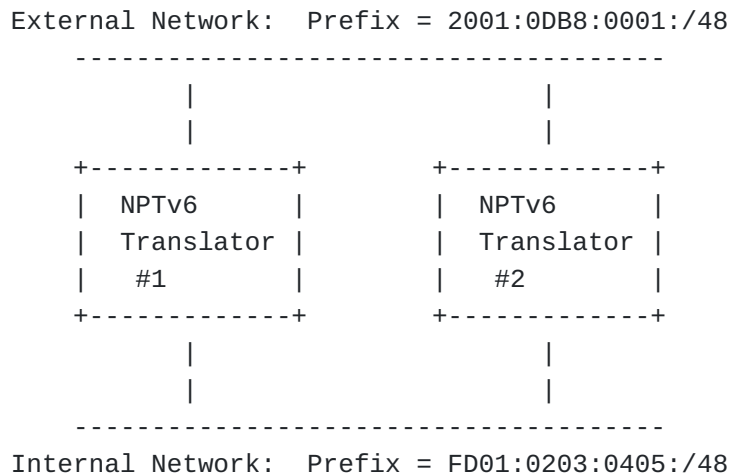 External Network:  Prefix = 2001:0DB8:0001:/48
NPTv6 NPTv6
Translator Translator
#1 #2
Internal Network:  Prefix = FD01:0203:0405:/48